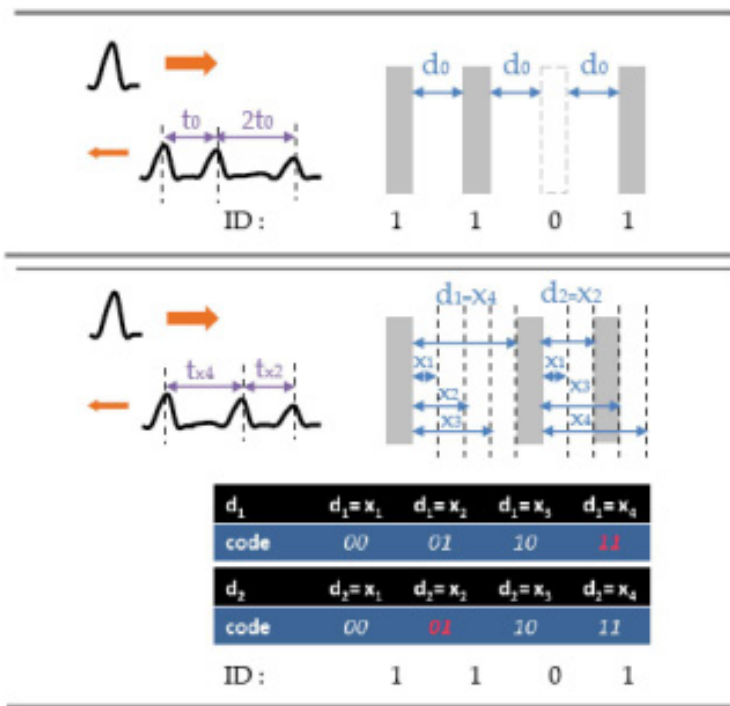 d₀ d₀ d₀
t₀ 2t₀
ID : 1 1 0 1
d₁=x₄ d₂=x₂
tₓ₄ tₓ₂
x₁ x₁
x₂ x₃
x₃ x₄
d₁ d₁= x₁ d₁= x₂ d₁= x₃ d₁= x₄
code 00 01 10 11
d₂ d₂= x₁ d₂= x₂ d₂= x₃ d₂= x₄
code 00 01 10 11
ID : 1 1 0 1